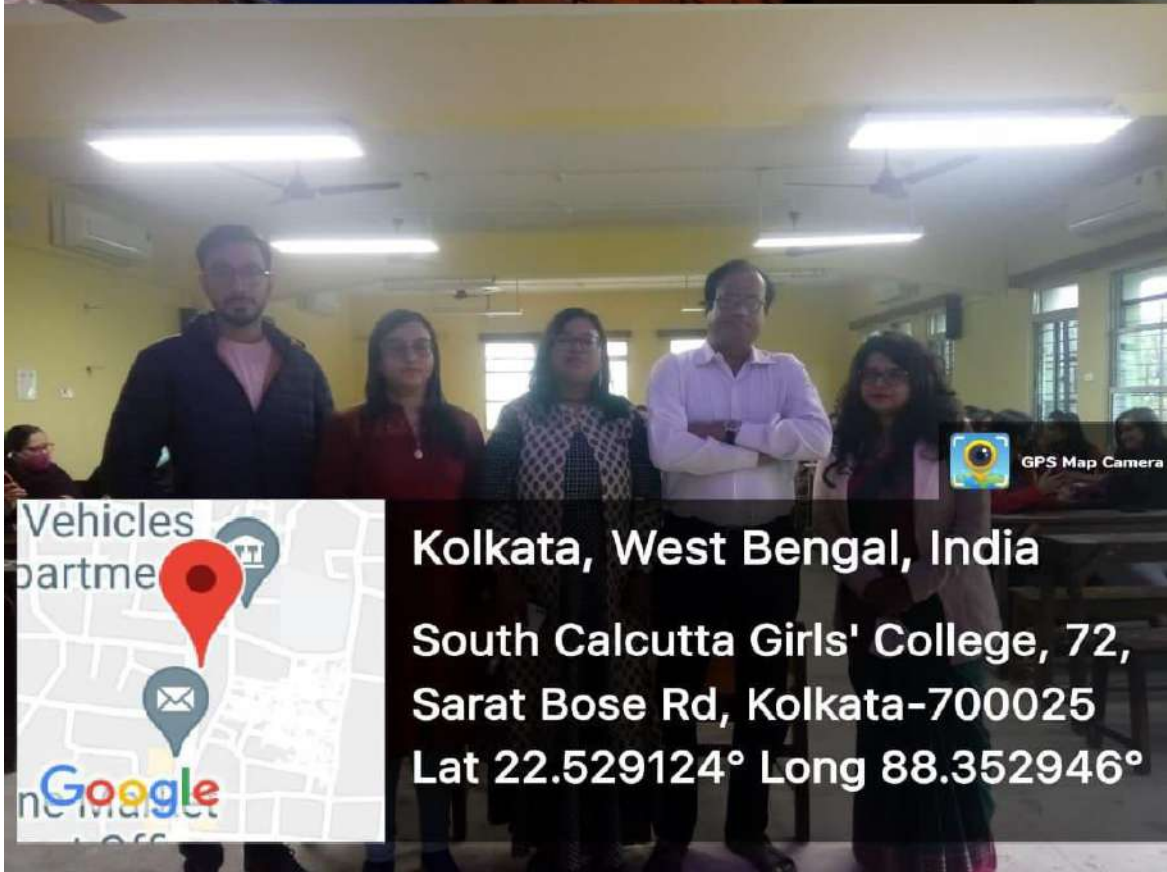 GPS Map Camera
Vehicles
Kolkata, West Bengal, India
South Calcutta Girls' College, 72,
Sarat Bose Rd, Kolkata-700025
Lat 22.529124° Long 88.352946°
Google